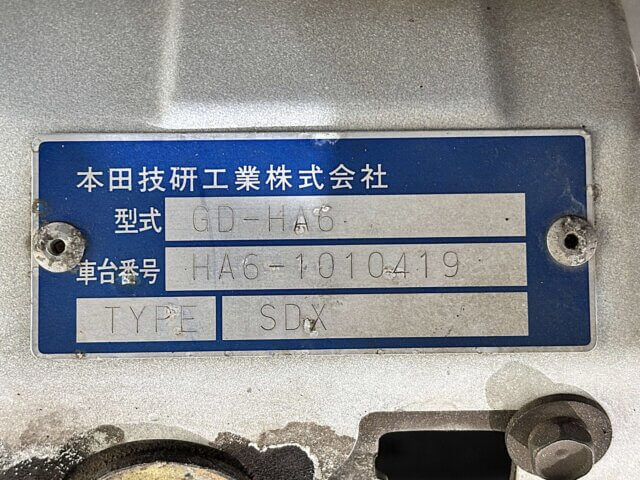 本田技研工業株式会社
型式 GD-HA6
車台番号 HA6-1010419
TYPE SDX